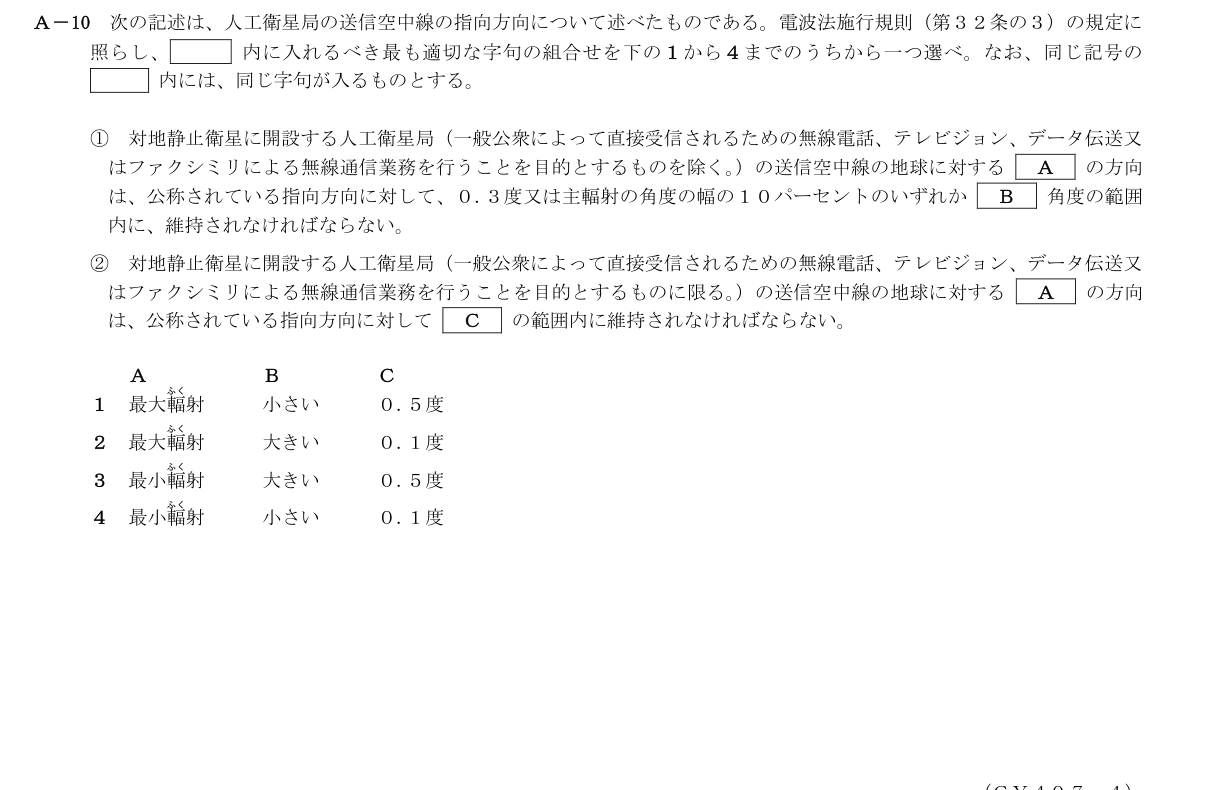 A－10 次の記述は、人工衛星局の送信空中線の指向方向について述べたものである。電波法施行規則（第３２条の３）の規定に
照らし、 内に入れるべき最も適切な字句の組合せを下の1から4までのうちから一つ選べ。なお、同じ記号の
内には、同じ字句が入るものとする。
① 対地静止衛星に開設する人工衛星局（一般公衆によって直接受信されるための無線電話、テレビジョン、データ伝送又
はファクシミリによる無線通信業務を行うことを目的とするものを除く。）の送信空中線の地球に対する A の方向
は、公称されている指向方向に対して、０.３度又は主輻射の角度の幅の１０パーセントのいずれか B 角度の範囲
内に、維持されなければならない。
② 対地静止衛星に開設する人工衛星局（一般公衆によって直接受信されるための無線電話、テレビジョン、データ伝送又
はファクシミリによる無線通信業務を行うことを目的とするものに限る。）の送信空中線の地球に対する A の方向
は、公称されている指向方向に対して C の範囲内に維持されなければならない。
A B C
ふく
1 最大輻射 小さい ０.５度
ふく
2 最大輻射 大きい ０.１度
ふく
3 最小輻射 大きい ０.５度
ふく
4 最小輻射 小さい ０.１度